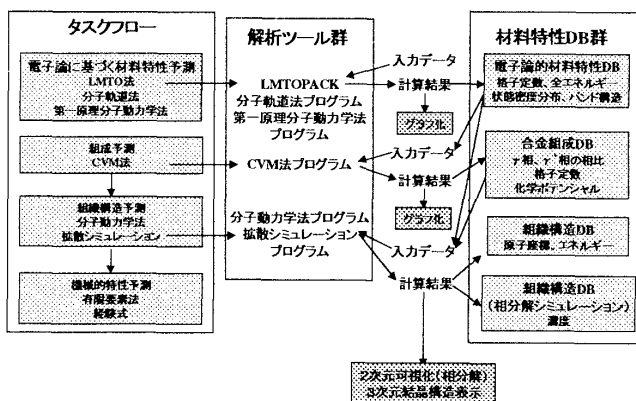 タスクフロー
電子論に基づく材料特性予測
LMTO法
分子軌道法
第一原理分子動力学法
組成予測
CVM法
組織構造予測
分子動力学法
拡散シミュレーション
機械的特性予測
有限要素法
経験式
解析ツール群
LMTOPACK
分子軌道法プログラム
第一原理分子動力学法
プログラム
CVM法プログラム
分子動力学法プログラム
拡散シミュレーション
プログラム
入力データ
計算結果
グラフ化
入力データ
計算結果
グラフ化
入力データ
計算結果
2次元可視化(相分離)
3次元結晶構造表示
材料特性DB群
電子論的材料特性DB
格子定数、全エネルギ
状態密度分布、バンド構造
合金組成DB
γ相、γ'相の相比
格子定数
化学ポテンシャル
組織構造DB
原子座標、エネルギー
組織構造DB
(相分解シミュレーション)
濃度